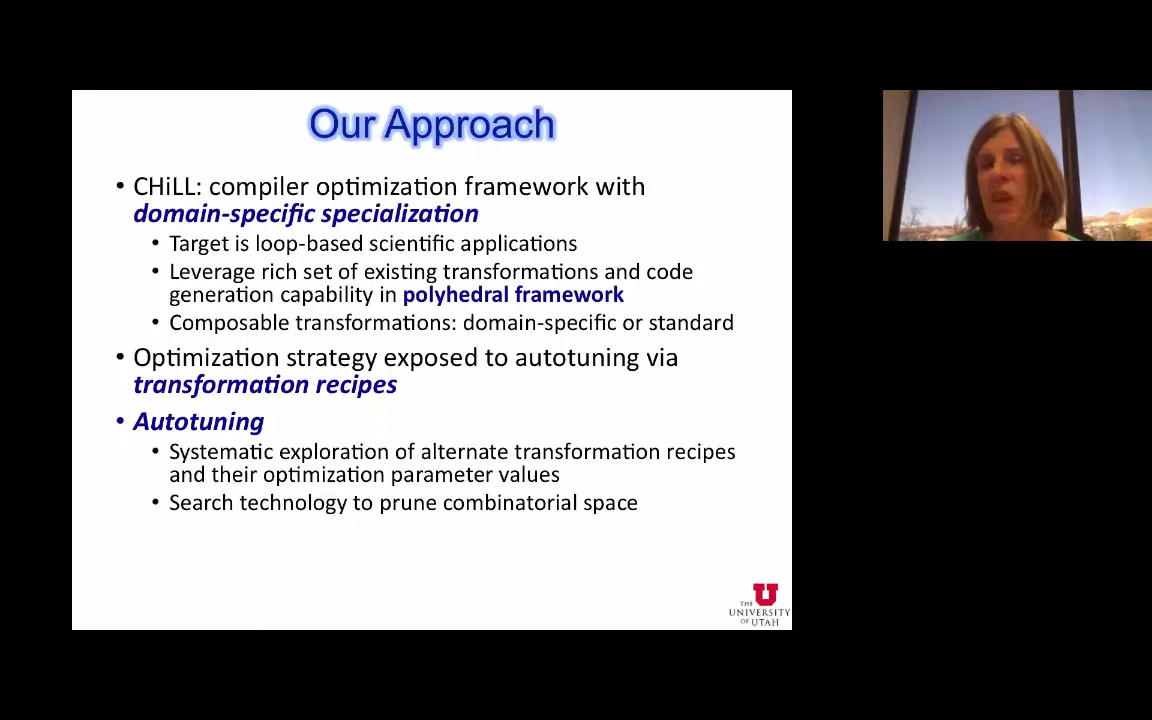 Our Approach
• CHiLL: compiler optimization framework with
domain-specific specialization
• Target is loop-based scientific applications
• Leverage rich set of existing transformations and code
generation capability in polyhedral framework
• Composable transformations: domain-specific or standard
• Optimization strategy exposed to autotuning via
transformation recipes
• Autotuning
• Systematic exploration of alternate transformation recipes
and their optimization parameter values
• Search technology to prune combinatorial space
U
THE
UNIVERSITY
OF UTAH